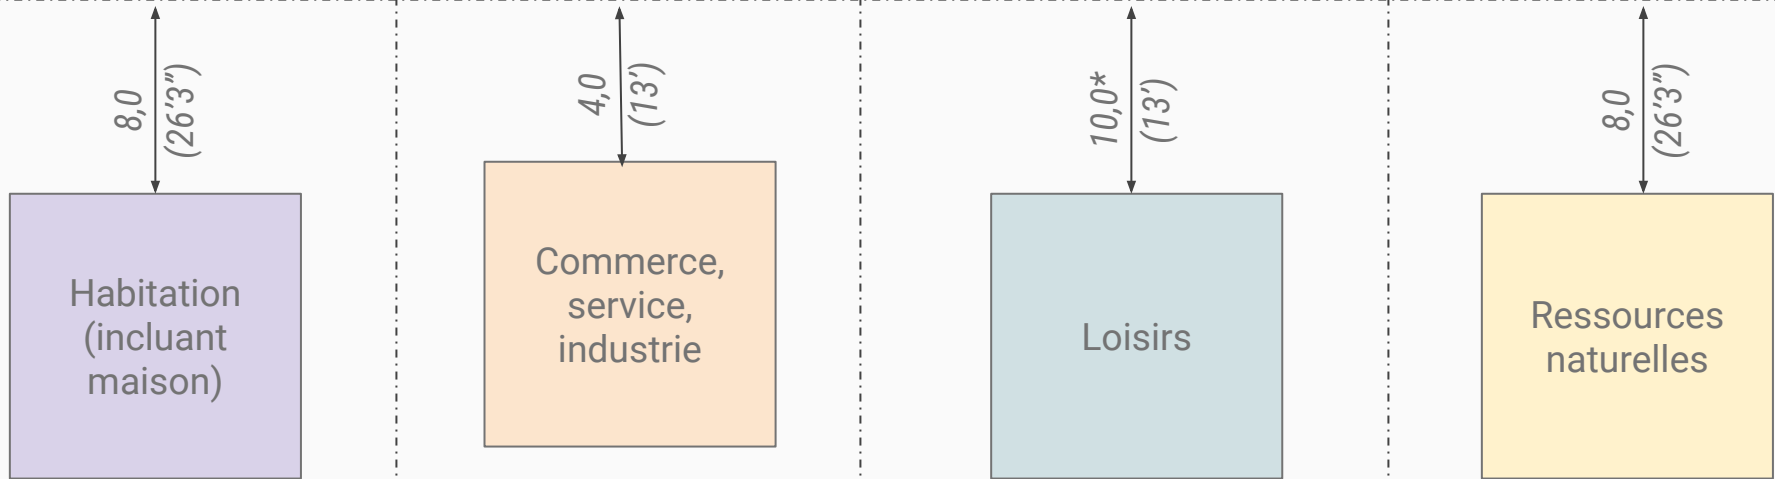 8,0
(26’3”)
4,0
(13’)
10,0*
(13’)
8,0
(26’3”)
Habitation
(incluant
maison)
Commerce,
service,
industrie
Loisirs
Ressources
naturelles